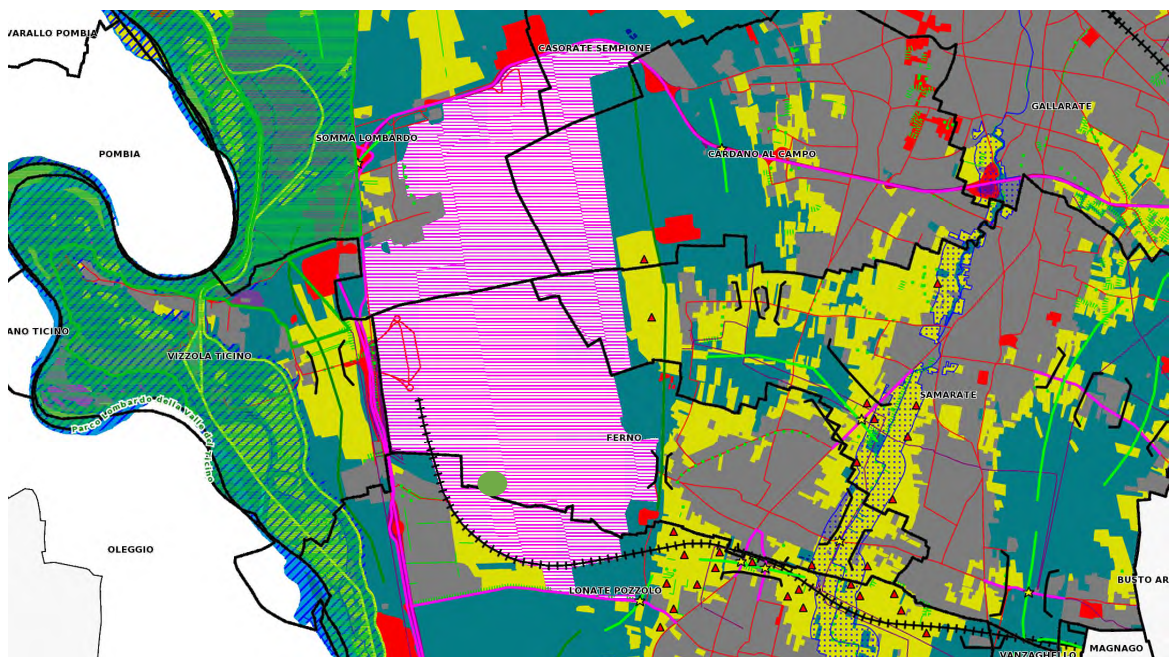 VARALLO POMBIA
CASORATE SEMPIONE
GALLARATE
SOMMA LOMBARDO
POMBIA
CARDANO AL CAMPO
ANO TICINO
VIZZOLA TICINO
Parco Lombardo della Valle del Ticino
SAMARATE
FERNO
OLEGGIO
BUSTO AR
LONATE POZZOLO
MAGNAGO
VANZAGHELLO